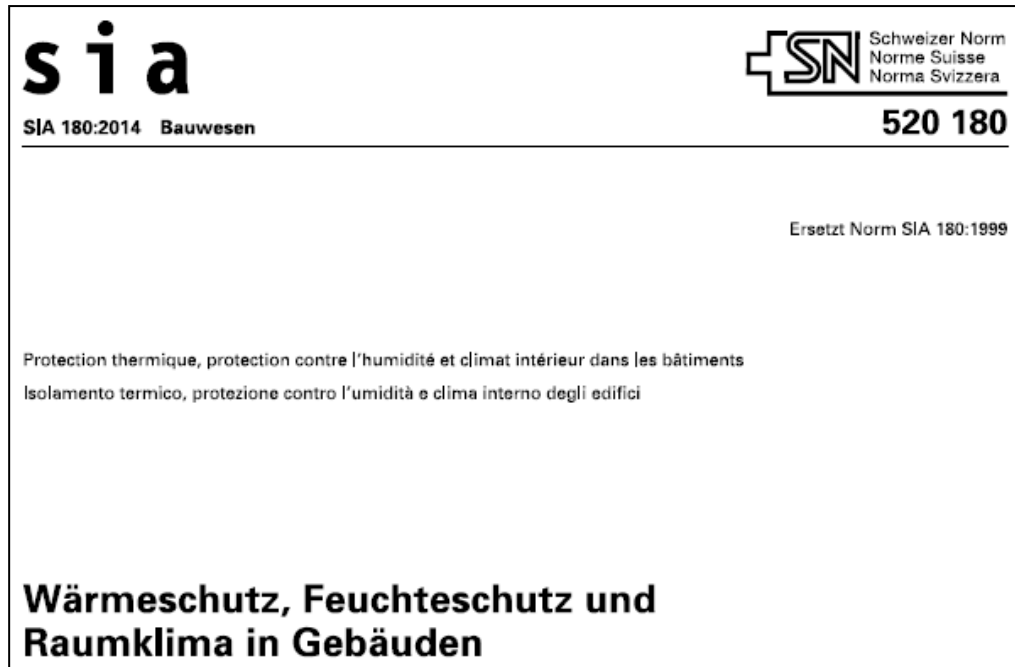 sia
SN
Schweizer Norm
Norme Suisse
Norma Svizzera
SIA 180:2014 Bauwesen
520 180
Ersetzt Norm SIA 180:1999
Protection thermique, protection contre l'humidité et climat intérieur dans les bâtiments
Isolamento termico, protezione contro l'umidità e clima interno degli edifici
Wärmeschutz, Feuchteschutz und
Raumklima in Gebäuden